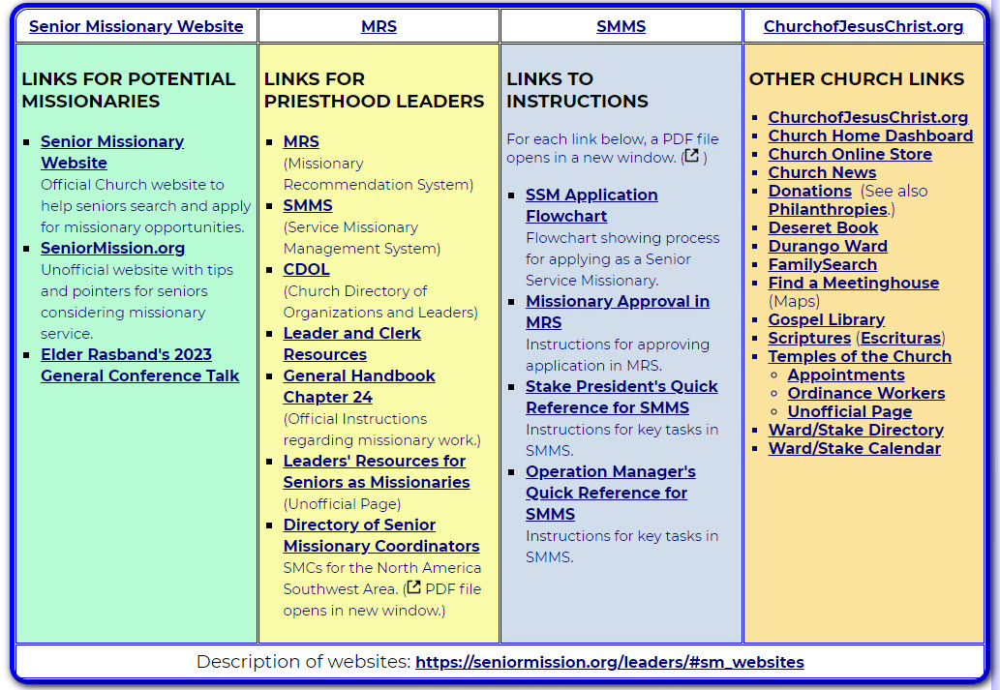 Senior Missionary Website
MRS
SMMS
ChurchofJesusChrist.org
LINKS FOR POTENTIAL
MISSIONARIES
Senior Missionary
Website
Official Church website to
help seniors search and apply
for missionary opportunities.
SeniorMission.org
Unofficial website with tips
and pointers for seniors
considering missionary
service.
Elder Rasband's 2023
General Conference Talk
LINKS FOR
PRIESTHOOD LEADERS
MRS
(Missionary
Recommendation System)
SMMS
(Service Missionary
Management System)
CDOL
(Church Directory of
Organizations and Leaders)
Leader and Clerk
Resources
General Handbook
Chapter 24
(Official Instructions
regarding missionary work.)
Leaders' Resources for
Seniors as Missionaries
(Unofficial Page)
Directory of Senior
Missionary Coordinators
SMCs for the North America
Southwest Area. ( PDF file
opens in new window.)
LINKS TO
INSTRUCTIONS
For each link below, a PDF file
opens in a new window. ( )
SSM Application
Flowchart
Flowchart showing process
for applying as a Senior
Service Missionary.
Missionary Approval in
MRS
Instructions for approving
application in MRS.
Stake President's Quick
Reference for SMMS
Instructions for key tasks in
SMMS.
Operation Manager's
Quick Reference for
SMMS
Instructions for key tasks in
SMMS.
OTHER CHURCH LINKS
ChurchofJesusChrist.org
Church Home Dashboard
Church Online Store
Church News
Donations (See also
Philanthropies.)
Deseret Book
Durango Ward
FamilySearch
Find a Meetinghouse
(Maps)
Gospel Library
Scriptures (Escrituras)
Temples of the Church
Appointments
Ordinance Workers
Unofficial Page
Ward/Stake Directory
Ward/Stake Calendar
Description of websites: https://seniormission.org/leaders/#sm_websites